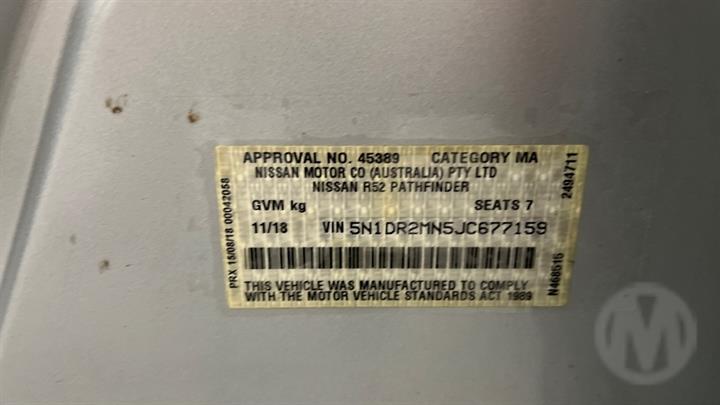 APPROVAL NO. 45389 CATEGORY MA
NISSAN MOTOR CO (AUSTRALIA) PTY LTD
NISSAN R52 PATHFINDER
GVM kg SEATS 7
11/18 VIN 5N1DR2MN5JC677159
THIS VEHICLE WAS MANUFACTURED TO COMPLY
WITH THE MOTOR VEHICLE STANDARDS ACT 1989
PRX 15/08/18 00042058
N468515 2494711
M